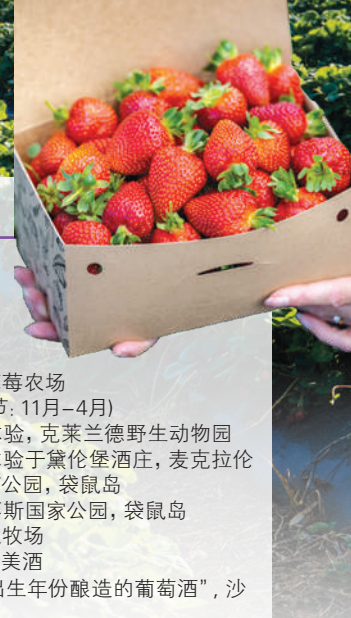 莓农场
节: 11月–4月)
验, 克莱兰德野生动物园
验于黛伦堡酒庄, 麦克拉伦
公园, 袋鼠岛
斯国家公园, 袋鼠岛
牧场
美酒
出生年份酿造的葡萄酒”, 沙